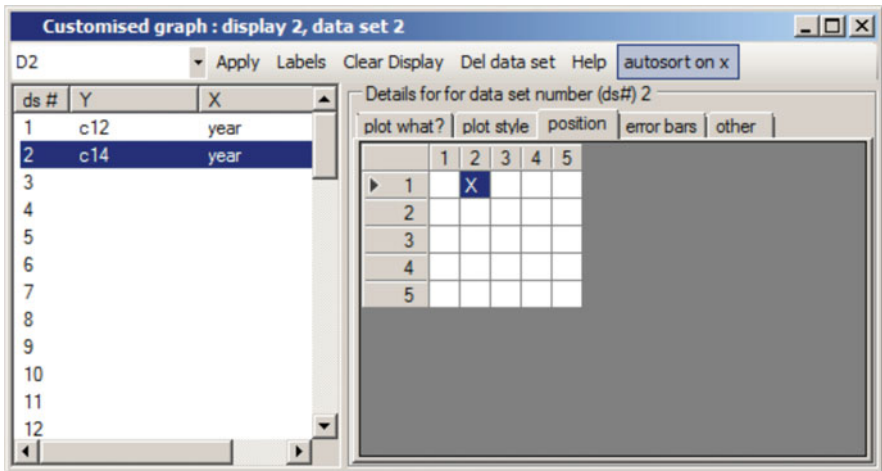 Customised graph : display 2, data set 2
D2 Apply Labels Clear Display Del data set Help autosort on x
ds # Y X
1 c12 year
2 c14 year
3
4
5
6
7
8
9
10
11
12
Details for for data set number (ds#) 2
plot what? plot style position error bars other
1 2 3 4 5
1 X
2
3
4
5